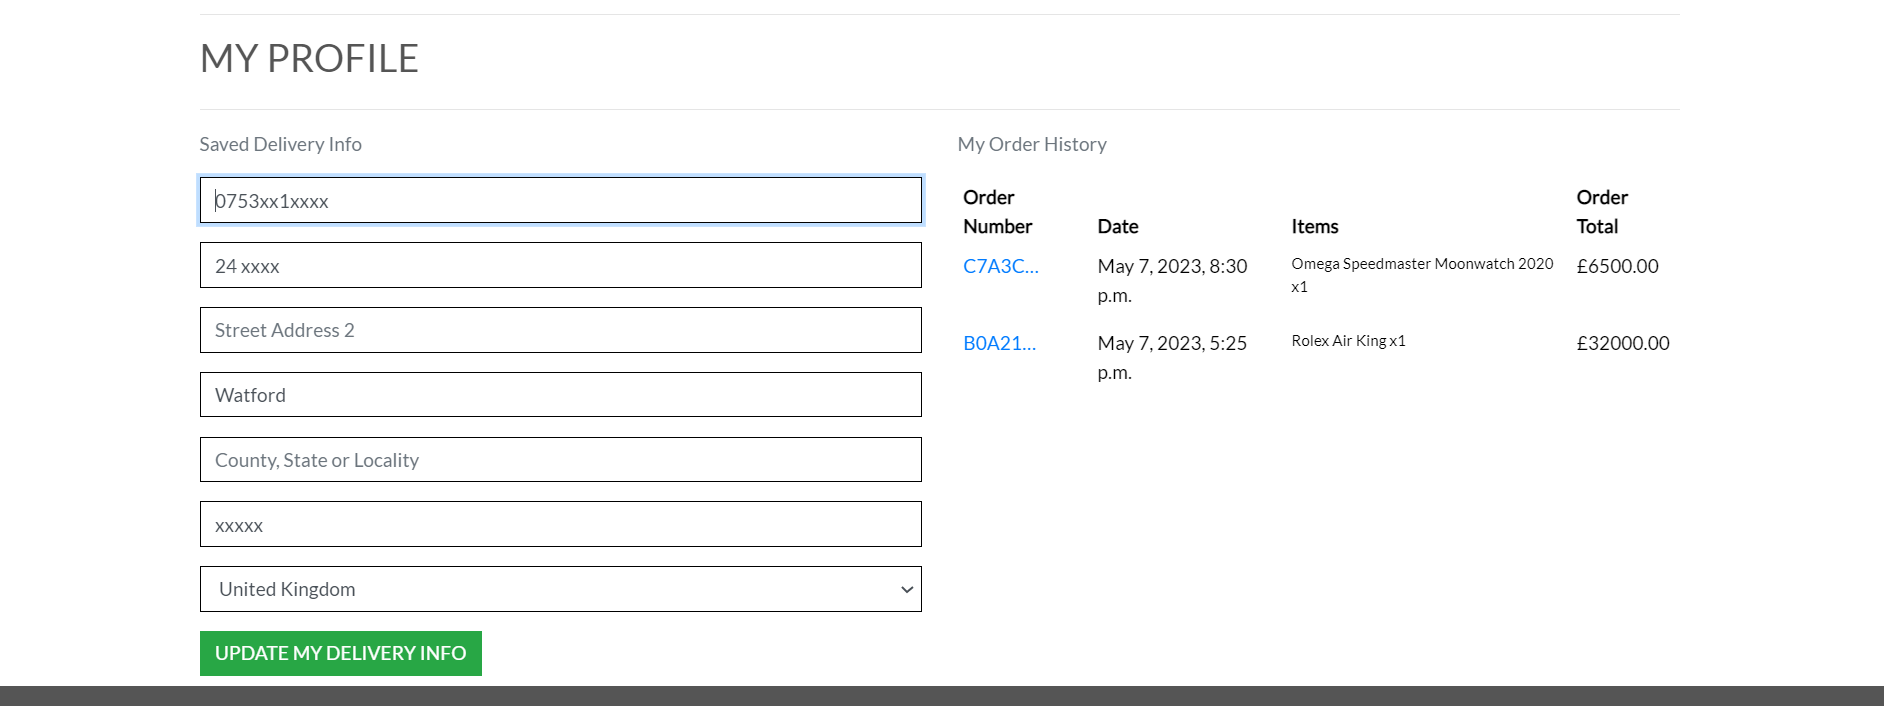 MY PROFILE
Saved Delivery Info
0753xx1xxxx
24 xxxx
Street Address 2
Watford
County, State or Locality
xxxxx
United Kingdom
UPDATE MY DELIVERY INFO
My Order History
Order Number Date Items Order Total
C7A3C... May 7, 2023, 8:30 p.m. Omega Speedmaster Moonwatch 2020 x1 £6500.00
B0A21... May 7, 2023, 5:25 p.m. Rolex Air King x1 £32000.00